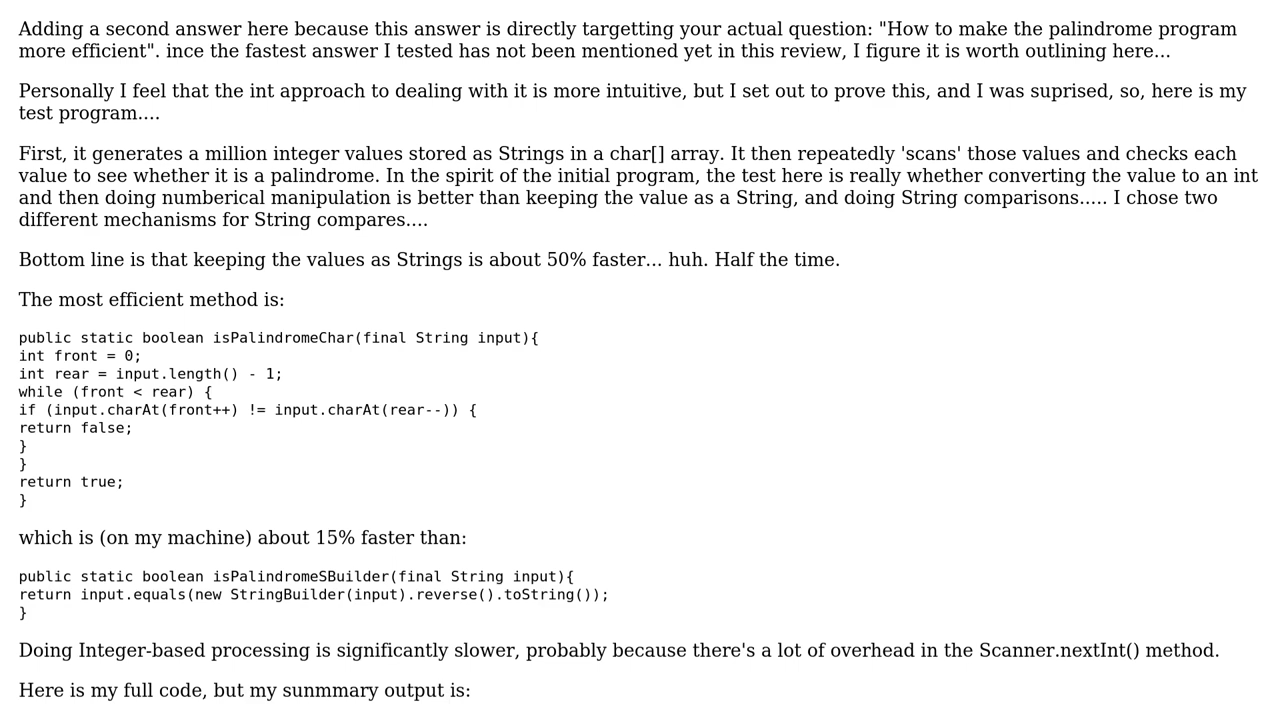 Adding a second answer here because this answer is directly targetting your actual question: "How to make the palindrome program
more efficient". ince the fastest answer I tested has not been mentioned yet in this review, I figure it is worth outlining here...
Personally I feel that the int approach to dealing with it is more intuitive, but I set out to prove this, and I was suprised, so, here is my
test program....
First, it generates a million integer values stored as Strings in a char[] array. It then repeatedly 'scans' those values and checks each
value to see whether it is a palindrome. In the spirit of the initial program, the test here is really whether converting the value to an int
and then doing numberical manipulation is better than keeping the value as a String, and doing String comparisons..... I chose two
different mechanisms for String compares....
Bottom line is that keeping the values as Strings is about 50% faster... huh. Half the time.
The most efficient method is:
public static boolean isPalindromeChar(final String input){
int front = 0;
int rear = input.length() - 1;
while (front < rear) {
if (input.charAt(front++) != input.charAt(rear--)) {
return false;
}
}
return true;
}
which is (on my machine) about 15% faster than:
public static boolean isPalindromeSBuilder(final String input){
return input.equals(new StringBuilder(input).reverse().toString());
}
Doing Integer-based processing is significantly slower, probably because there's a lot of overhead in the Scanner.nextInt() method.
Here is my full code, but my sunmmary output is: